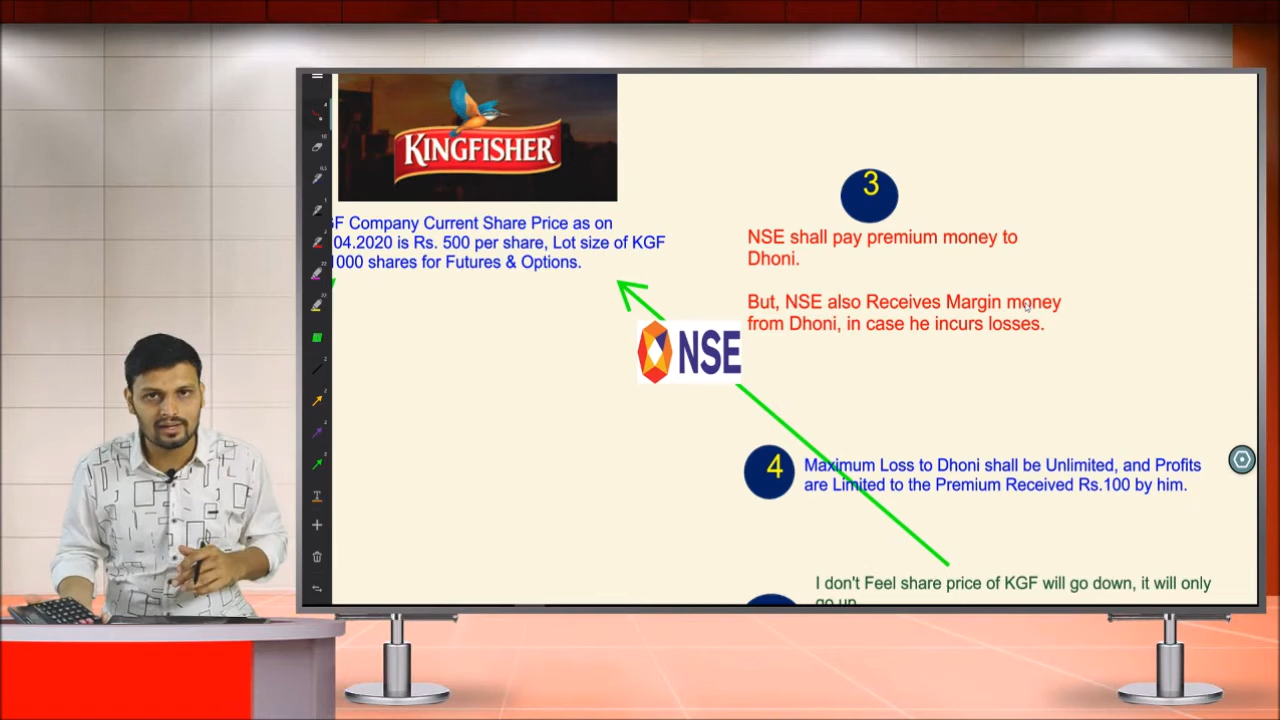 KINGFISHER
F Company Current Share Price as on
04.2020 is Rs. 500 per share, Lot size of KGF
1000 shares for Futures & Options.
3
NSE shall pay premium money to
Dhoni.
But, NSE also Receives Margin money
from Dhoni, in case he incurs losses.
NSE
4
Maximum Loss to Dhoni shall be Unlimited, and Profits
are Limited to the Premium Received Rs.100 by him.
I don't Feel share price of KGF will go down, it will only
go up